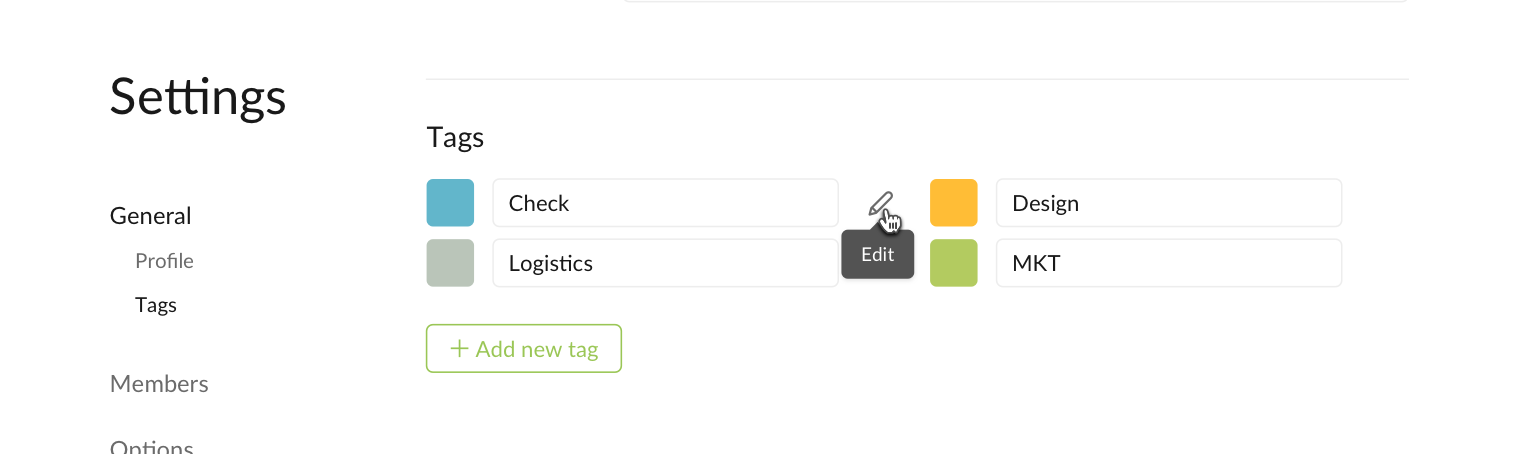 Settings
General
Profile
Tags
Members
Options
Tags
Check
Design
Edit
Logistics
MKT
+ Add new tag